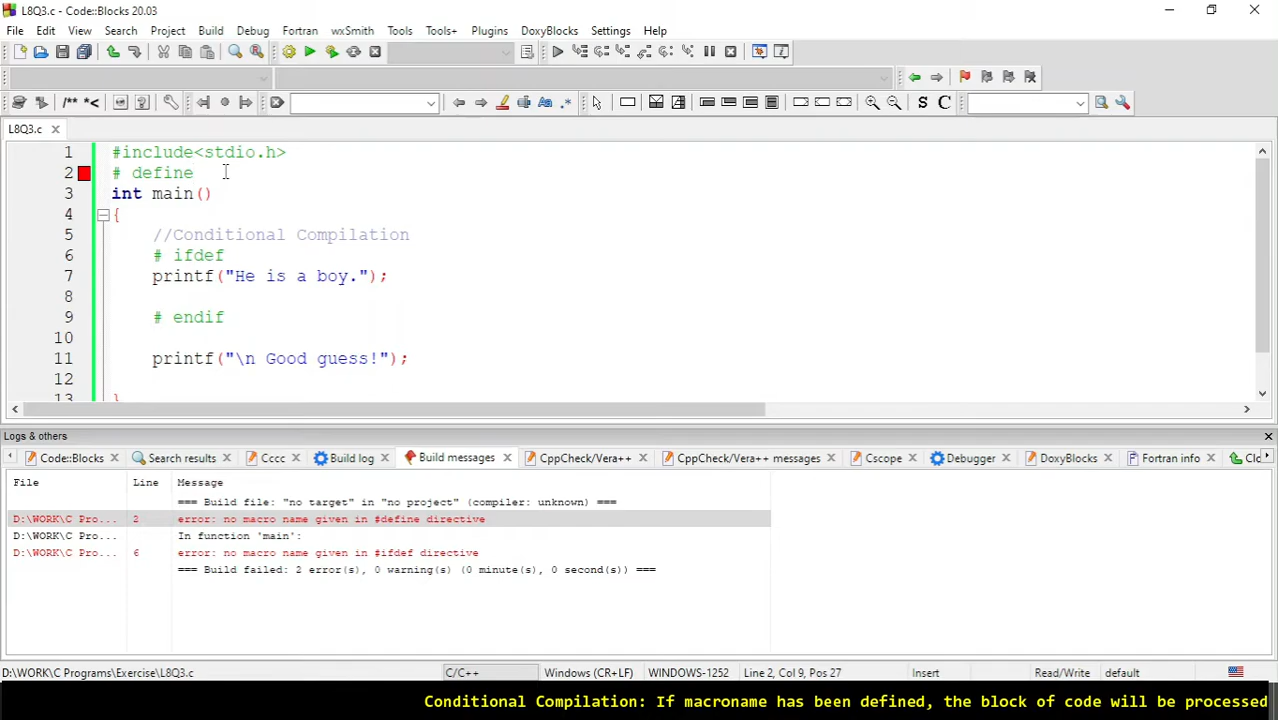 L8Q3.c - Code::Blocks 20.03
File Edit View Search Project Build Debug Fortran wxSmith Tools Tools+ Plugins DoxyBlocks Settings Help
/** *<
S C
L8Q3.c
1 #include<stdio.h>
2 # define
3 int main()
4 {
5 //Conditional Compilation
6 # ifdef
7 printf("He is a boy.");
8
9 # endif
10
11 printf("\n Good guess!");
12
13 }
Logs & others
Code::Blocks Search results Cccc Build log Build messages CppCheck/Vera++ CppCheck/Vera++ messages Cscope Debugger DoxyBlocks Fortran info Clo
File Line Message
=== Build file: "no target" in "no project" (compiler: unknown) ===
D:\WORK\C Pro... 2 error: no macro name given in #define directive
D:\WORK\C Pro... In function 'main':
D:\WORK\C Pro... 6 error: no macro name given in #ifdef directive
=== Build failed: 2 error(s), 0 warning(s) (0 minute(s), 0 second(s)) ===
D:\WORK\C Programs\Exercise\L8Q3.c C/C++ Windows (CR+LF) WINDOWS-1252 Line 2, Col 9, Pos 27 Insert Read/Write default
Conditional Compilation: If macroname has been defined, the block of code will be processed